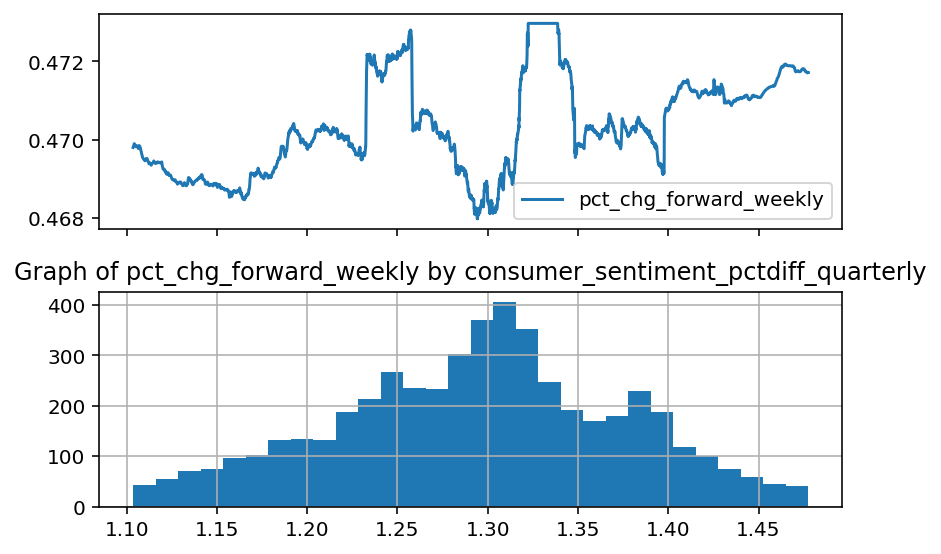 0.472
0.470
0.468
pct_chg_forward_weekly
Graph of pct_chg_forward_weekly by consumer_sentiment_pctdiff_quarterly
400
300
200
100
0
1.10 1.15 1.20 1.25 1.30 1.35 1.40 1.45